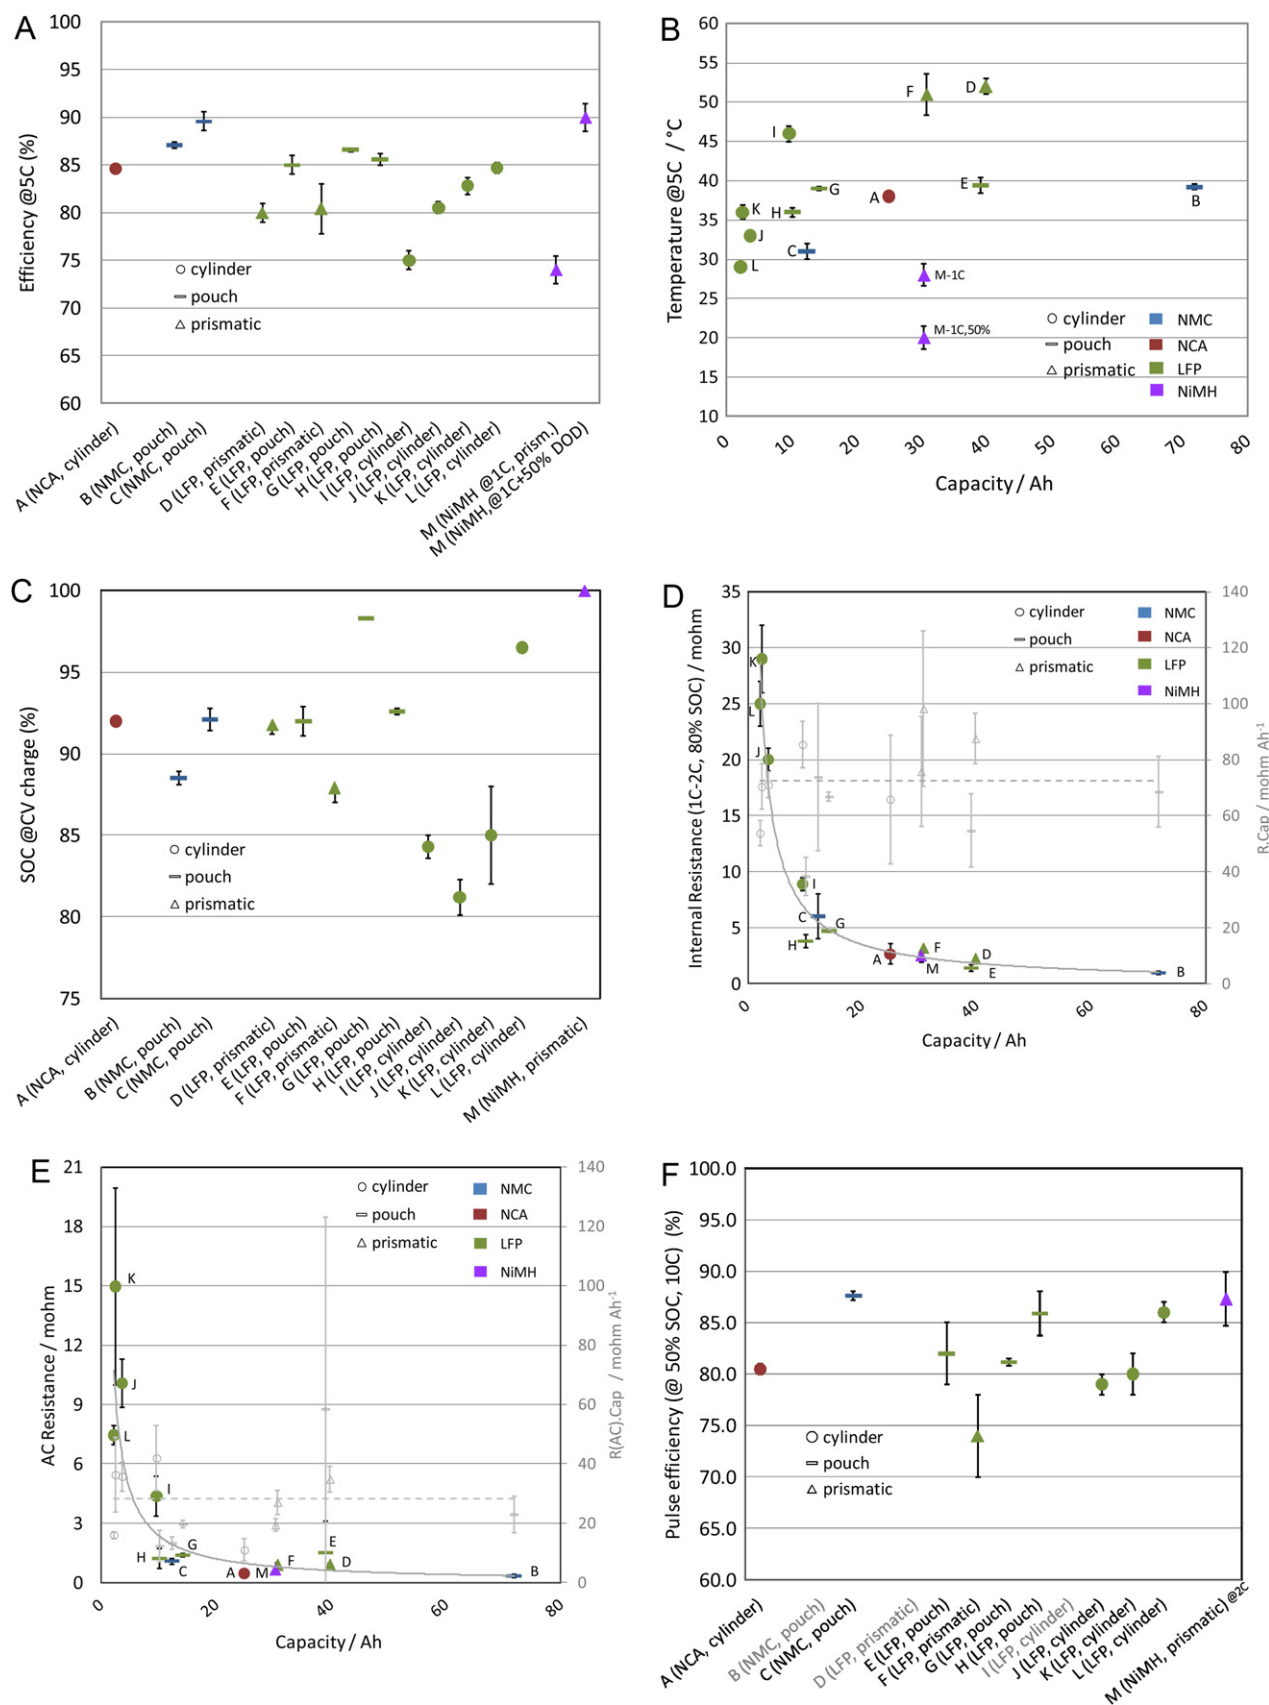 A
Efficiency @5C (%)
100
95
90
85
80
75
70
65
60
cylinder
pouch
prismatic
A (NCA, cylinder)
B (NMC, pouch)
C (NMC, pouch)
D (LFP, prismatic)
E (LFP, pouch)
F (LFP, prismatic)
G (LFP, pouch)
H (LFP, pouch)
I (LFP, cylinder)
J (LFP, cylinder)
K (LFP, cylinder)
L (LFP, cylinder)
M (NiMH @1C, prism.)
M (NiMH,@1C+50% DOD)
B
Temperature @5C / °C
60
55
50
45
40
35
30
25
20
15
10
F
D
I
G
A
E
B
K
H
J
C
L
M-1C
M-1C,50%
cylinder
pouch
prismatic
NMC
NCA
LFP
NiMH
0 10 20 30 40 50 60 70 80
Capacity / Ah
C
SOC @CV charge (%)
100
95
90
85
80
75
cylinder
pouch
prismatic
A (NCA, cylinder)
B (NMC, pouch)
C (NMC, pouch)
D (LFP, prismatic)
E (LFP, pouch)
F (LFP, prismatic)
G (LFP, pouch)
H (LFP, pouch)
I (LFP, cylinder)
J (LFP, cylinder)
K (LFP, cylinder)
L (LFP, cylinder)
M (NiMH, prismatic)
D
Internal Resistance (1C-2C, 80% SOC) / mohm
35
30
25
20
15
10
5
0
K
L
J
I
C
G
H
A
F
M
D
E
B
cylinder
pouch
prismatic
NMC
NCA
LFP
NiMH
140
120
100
80
60
40
20
0
R.Cap / mohm Ah-1
0 20 40 60 80
Capacity / Ah
E
AC Resistance / mohm
21
18
15
12
9
6
3
0
K
J
L
I
H
G
C
A
M
F
E
D
B
cylinder
pouch
prismatic
NMC
NCA
LFP
NiMH
140
120
100
80
60
40
20
0
R(AC).Cap / mohm Ah-1
0 20 40 60 80
Capacity / Ah
F
Pulse efficiency (@ 50% SOC, 10C) (%)
100.0
95.0
90.0
85.0
80.0
75.0
70.0
65.0
60.0
cylinder
pouch
prismatic
A (NCA, cylinder)
B (NMC, pouch)
C (NMC, pouch)
D (LFP, prismatic)
E (LFP, pouch)
F (LFP, prismatic)
G (LFP, pouch)
H (LFP, pouch)
I (LFP, cylinder)
J (LFP, cylinder)
K (LFP, cylinder)
L (LFP, cylinder)
M (NiMH, prismatic) @2C